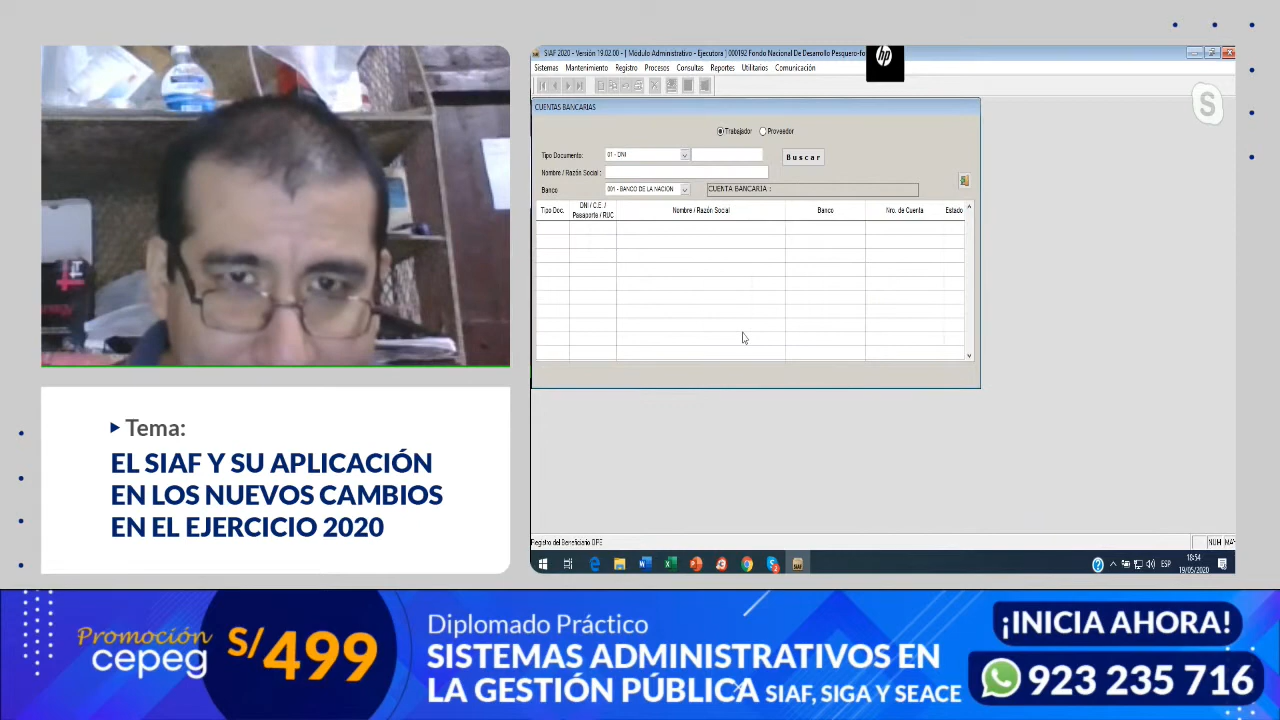 Tema:
EL SIAF Y SU APLICACIÓN
EN LOS NUEVOS CAMBIOS
EN EL EJERCICIO 2020
SIAF 2020 - Versión 19.02.00 - [ Módulo Administrativo - Ejecutora ] 000192 Fondo Nacional De Desarrollo Pesquero-fo
hp
Sistemas Mantenimiento Registro Procesos Consultas Reportes Utilitarios Comunicación
S
CUENTAS BANCARIAS
Trabajador Proveedor
Tipo Documento: 01 - DNI Buscar
Nombre / Razón Social :
Banco 001 - BANCO DE LA NACION CUENTA BANCARIA :
Tipo Doc. DNI / C.E. / Pasaporte / RUC Nombre / Razón Social Banco Nro. de Cuenta Estado
Registro del Beneficiario
ESP
18:54
19/05/2020
Promoción
cepeg
S/499
Diplomado Práctico
SISTEMAS ADMINISTRATIVOS EN
LA GESTIÓN PÚBLICA SIAF, SIGA Y SEACE
¡INICIA AHORA!
923 235 716